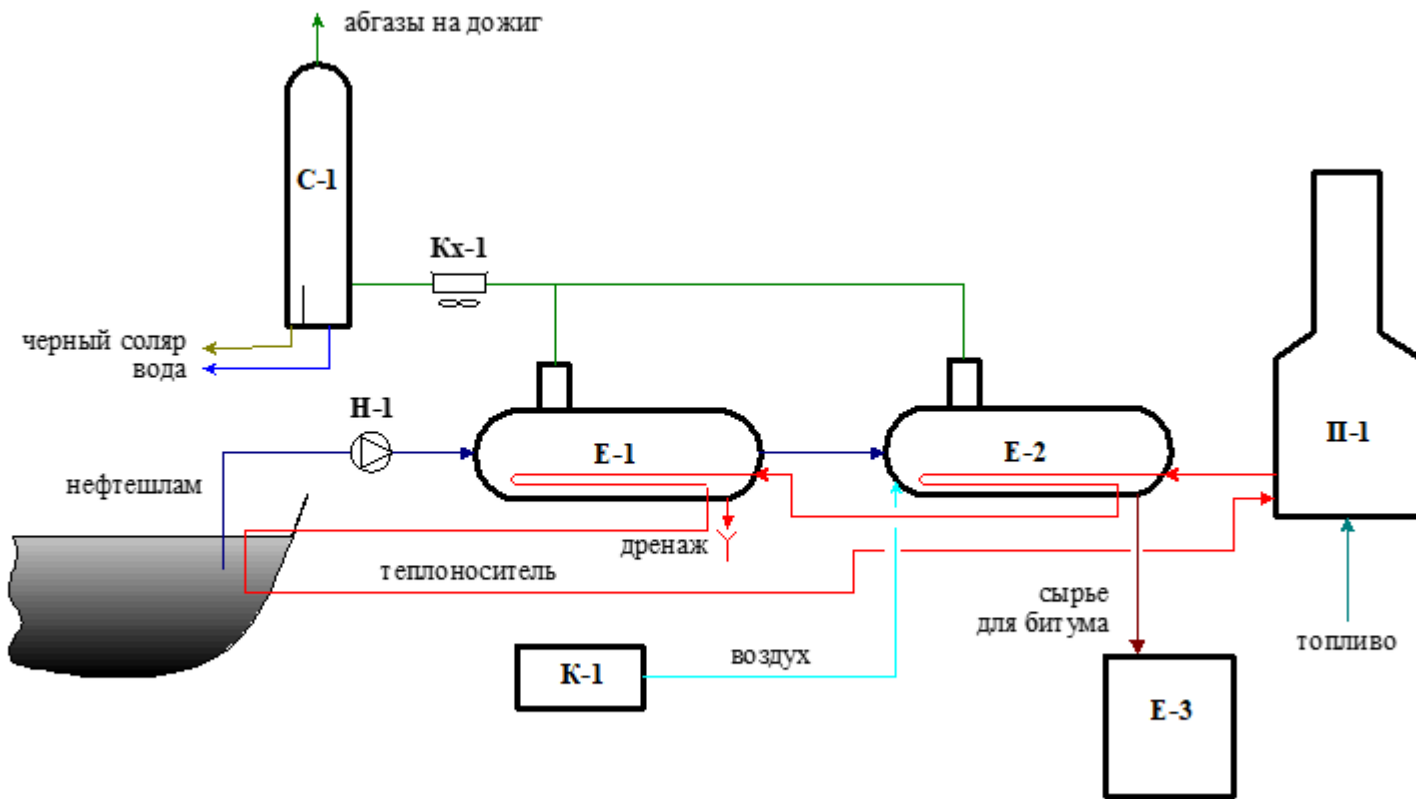 абгазы на дожиг
С-1
Кх-1
черный соляр
вода
Н-1
Е-1
Е-2
П-1
нефтешлам
дренаж
теплоноситель
сырье
для битума
топливо
воздух
К-1
Е-3